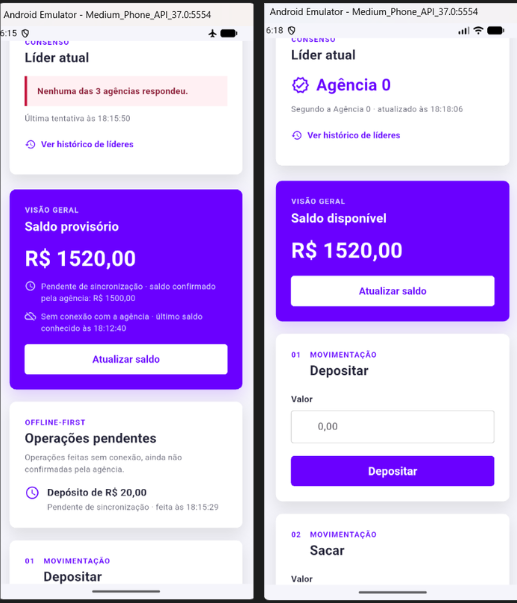 Android Emulator - Medium_Phone_API_37.0:5554
6:15
CONSENSO
Líder atual
Nenhuma das 3 agências respondeu.
Última tentativa às 18:15:50
Ver histórico de líderes
VISÃO GERAL
Saldo provisório
R$ 1520,00
Pendente de sincronização · saldo confirmado
pela agência: R$ 1500,00
Sem conexão com a agência · último saldo
conhecido às 18:12:40
Atualizar saldo
OFFLINE-FIRST
Operações pendentes
Operações feitas sem conexão, ainda não
confirmadas pela agência.
Depósito de R$ 20,00
Pendente de sincronização · feita às 18:15:29
01 MOVIMENTAÇÃO
Depositar
Android Emulator - Medium_Phone_API_37.0:5554
6:18
CONSENSO
Líder atual
Agência 0
Segundo a Agência 0 · atualizado às 18:18:06
Ver histórico de líderes
VISÃO GERAL
Saldo disponível
R$ 1520,00
Atualizar saldo
01 MOVIMENTAÇÃO
Depositar
Valor
0,00
Depositar
02 MOVIMENTAÇÃO
Sacar
Valor